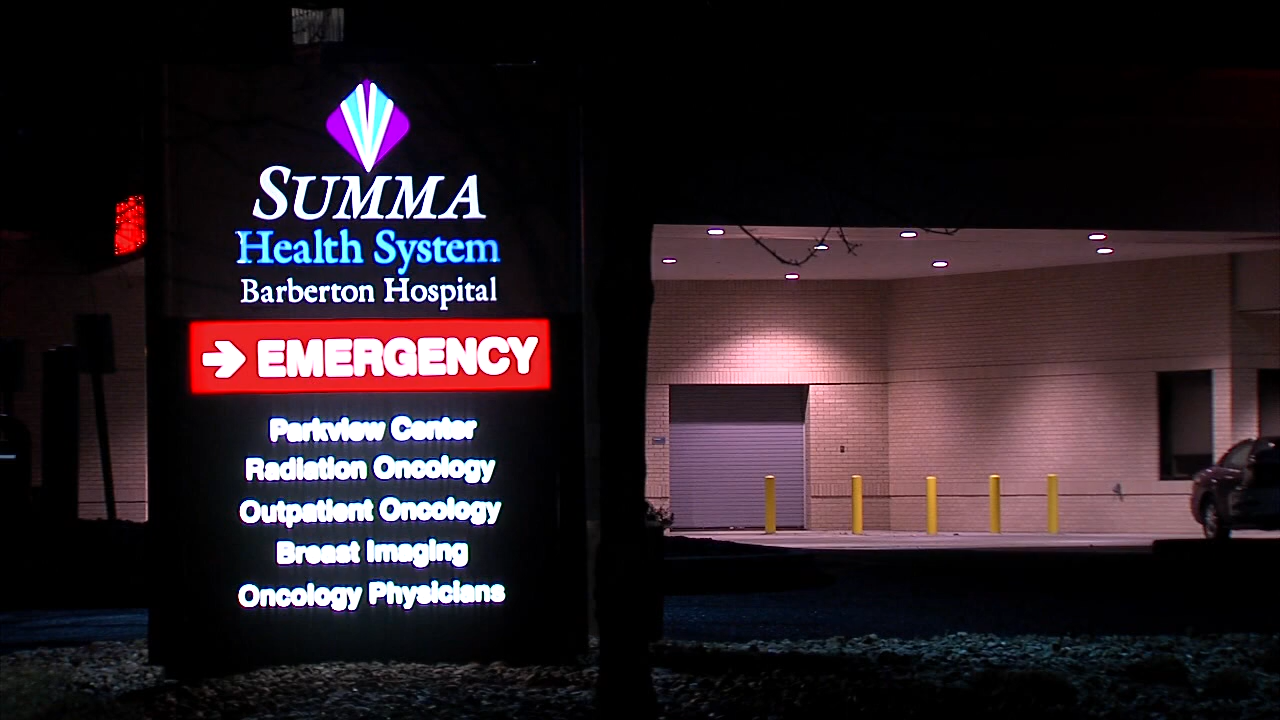 SUMMA
Health System
Barberton Hospital
→ EMERGENCY
Parkview Center
Radiation Oncology
Outpatient Oncology
Breast Imaging
Oncology Physicians